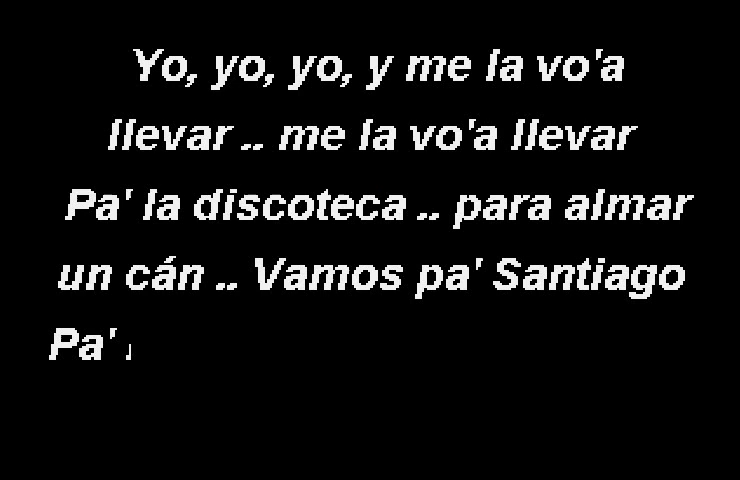 Yo, yo, yo, y me la vo'a
llevar .. me la vo'a llevar
Pa' la discoteca .. para almar
un cán .. Vamos pa' Santiago
Pa'